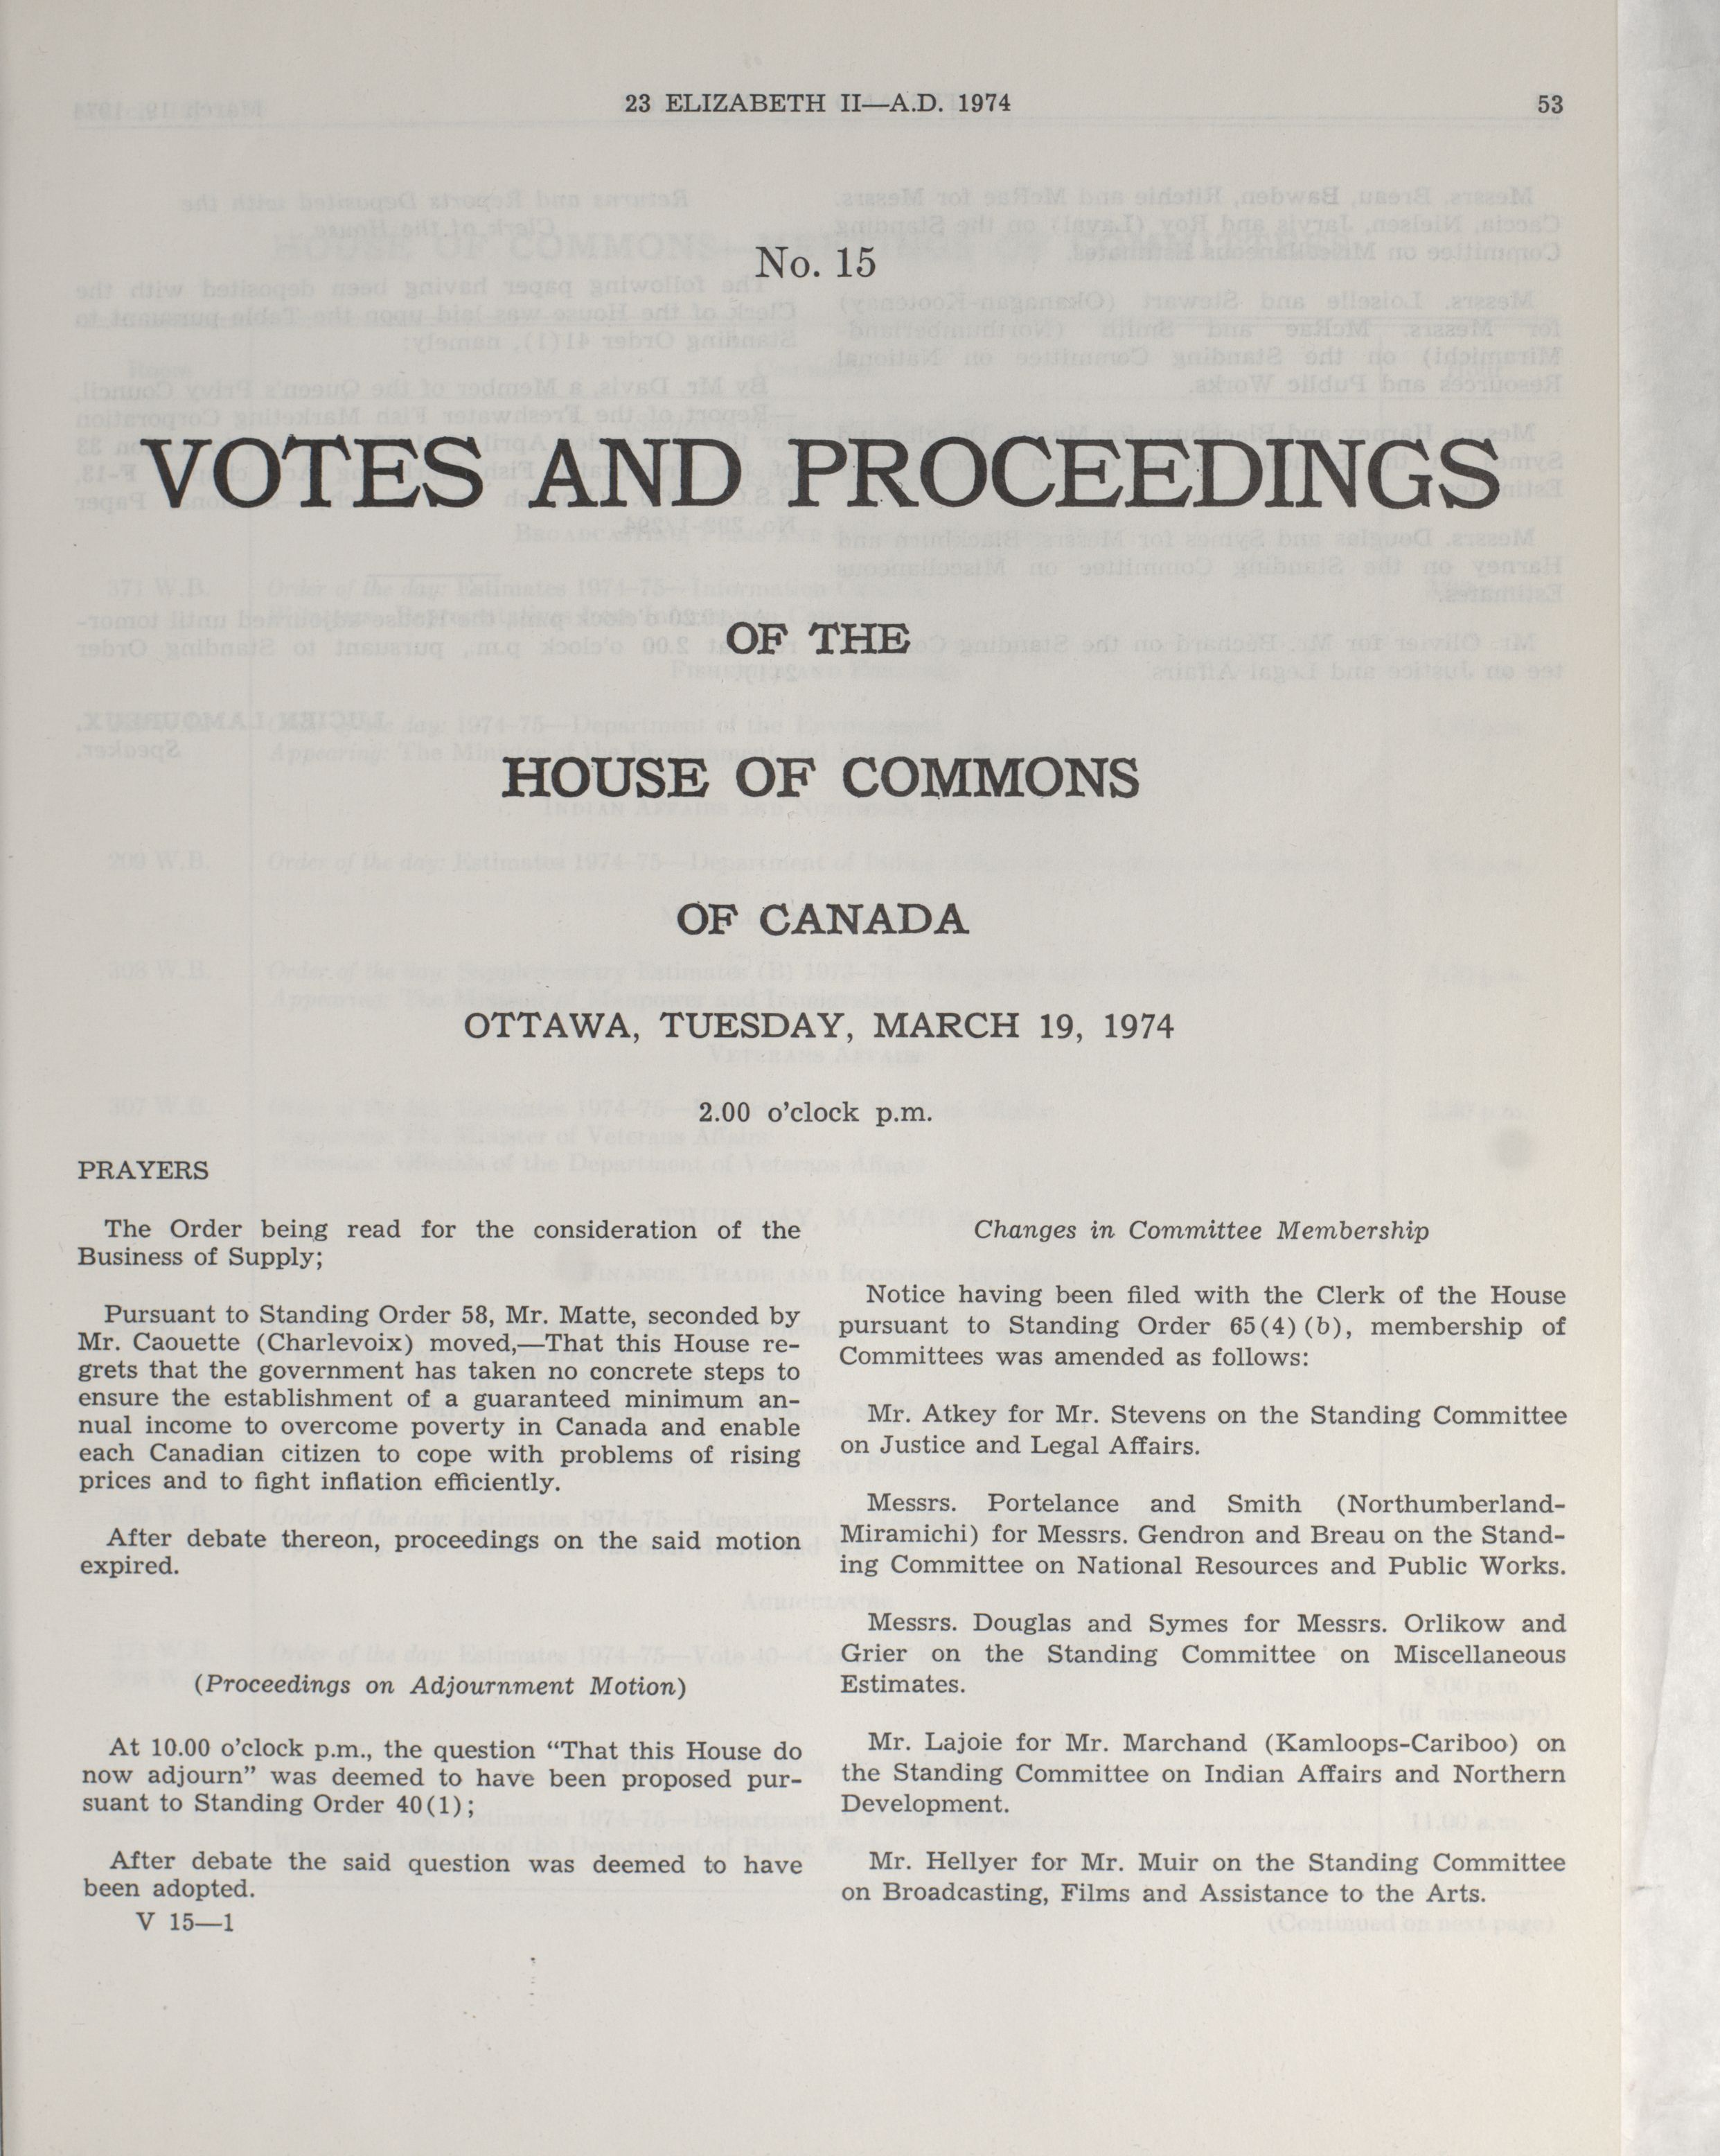 23 ELIZABETH II—A.D. 1974
53
No. 15
VOTES AND PROCEEDINGS
OF THE
HOUSE OF COMMONS
OF CANADA
OTTAWA, TUESDAY, MARCH 19, 1974
2.00 o’clock p.m.
PRAYERS
The Order being read for the consideration of the
Business of Supply;
Pursuant to Standing Order 58, Mr. Matte, seconded by
Mr. Caouette (Charlevoix) moved,—That this House re-
grets that the government has taken no concrete steps to
ensure the establishment of a guaranteed minimum an-
nual income to overcome poverty in Canada and enable
each Canadian citizen to cope with problems of rising
prices and to fight inflation efficiently.
After debate thereon, proceedings on the said motion
expired.
(Proceedings on Adjournment Motion)
At 10.00 o’clock p.m., the question “That this House do
now adjourn” was deemed to have been proposed pur-
suant to Standing Order 40(1);
After debate the said question was deemed to have
been adopted.
V 15—1
Changes in Committee Membership
Notice having been filed with the Clerk of the House
pursuant to Standing Order 65(4)(b), membership of
Committees was amended as follows:
Mr. Atkey for Mr. Stevens on the Standing Committee
on Justice and Legal Affairs.
Messrs. Portelance and Smith (Northumberland-
Miramichi) for Messrs. Gendron and Breau on the Stand-
ing Committee on National Resources and Public Works.
Messrs. Douglas and Symes for Messrs. Orlikow and
Grier on the Standing Committee on Miscellaneous
Estimates.
Mr. Lajoie for Mr. Marchand (Kamloops-Cariboo) on
the Standing Committee on Indian Affairs and Northern
Development.
Mr. Hellyer for Mr. Muir on the Standing Committee
on Broadcasting, Films and Assistance to the Arts.